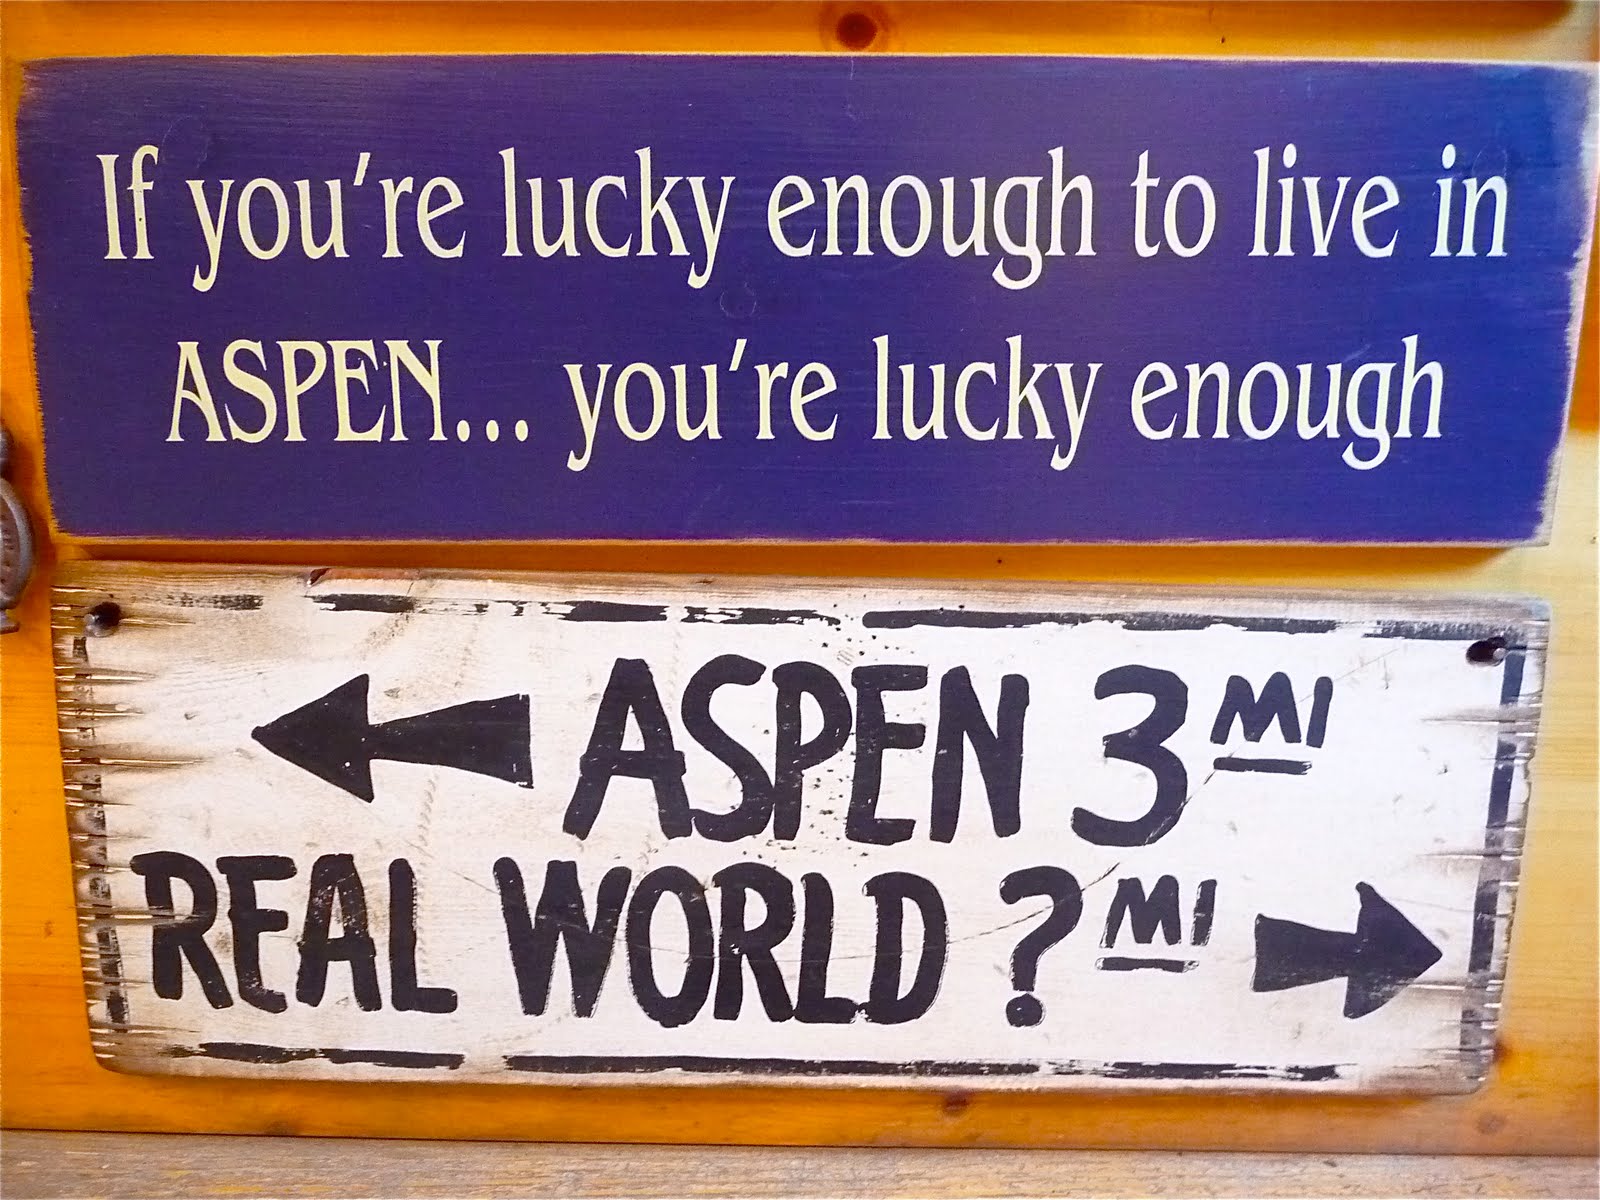 If you're lucky enough to live in
ASPEN... you're lucky enough
ASPEN 3 MI
REAL WORLD ? MI